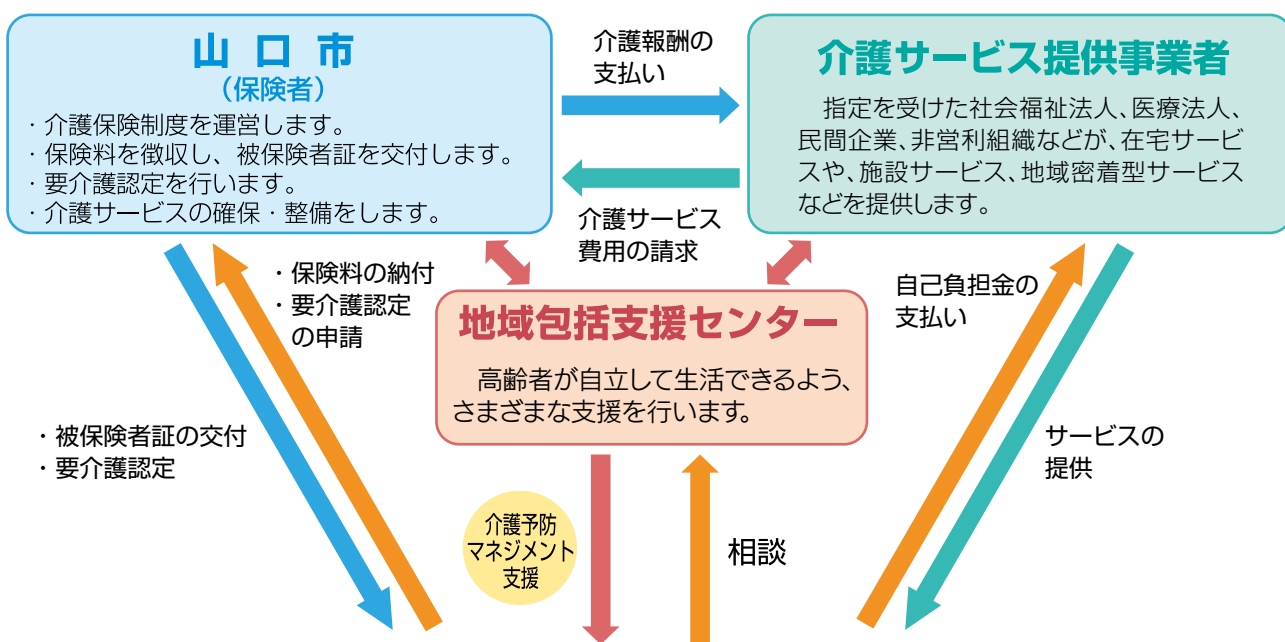 山口市
（保険者）
・介護保険制度を運営します。
・保険料を徴収し、被保険者証を交付します。
・要介護認定を行います。
・介護サービスの確保・整備をします。
介護報酬の
支払い
介護サービス
費用の請求
介護サービス提供事業者
指定を受けた社会福祉法人、医療法人、
民間企業、非営利組織などが、在宅サービ
スや、施設サービス、地域密着型サービス
などを提供します。
・保険料の納付
・要介護認定
の申請
地域包括支援センター
高齢者が自立して生活できるよう、
さまざまな支援を行います。
自己負担金の
支払い
・被保険者証の交付
・要介護認定
サービスの
提供
介護予防
マネジメント
支援
相談